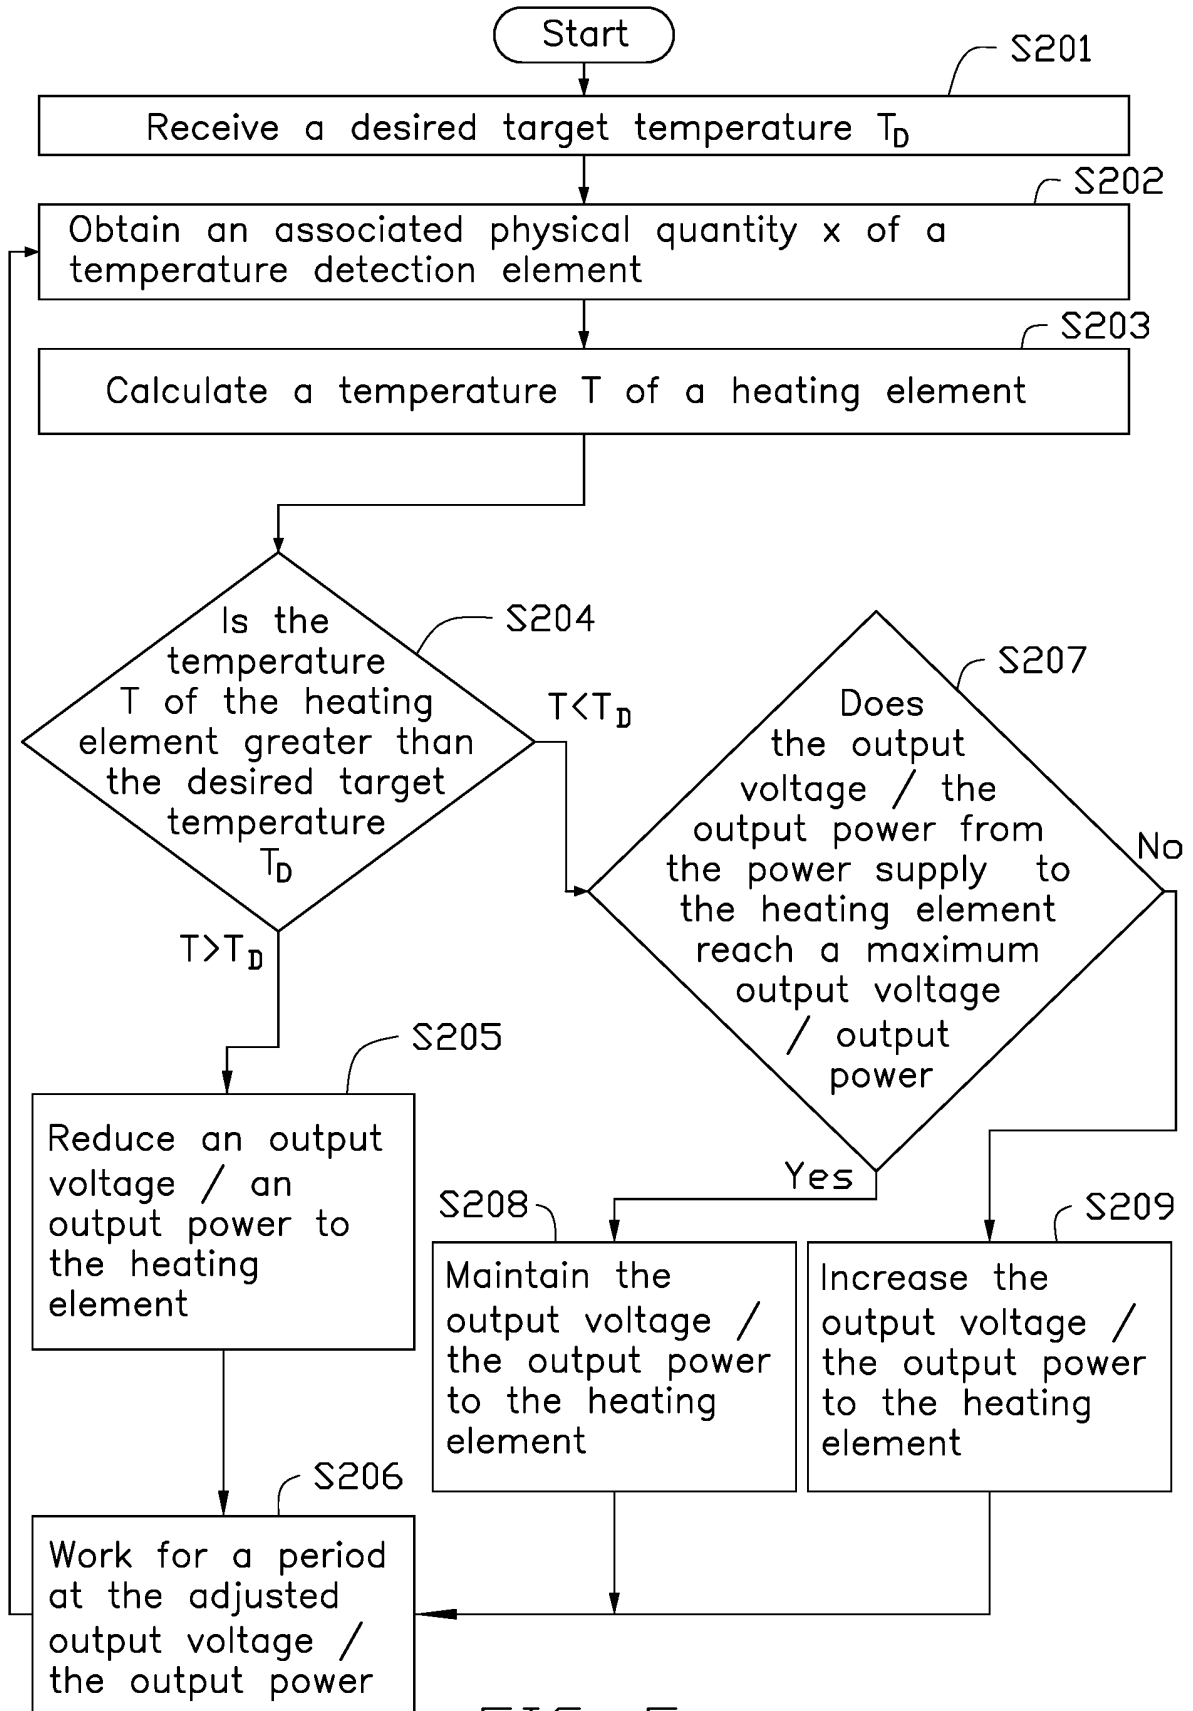 Start
S201
Receive a desired target temperature TD
S202
Obtain an associated physical quantity x of a
temperature detection element
S203
Calculate a temperature T of a heating element
S204
Is the
temperature
T of the heating
element greater than
the desired target
temperature
TD
T<TD
T>TD
S207
Does
the output
voltage / the
output power from
the power supply to
the heating element
reach a maximum
output voltage
/ output
power
No
Yes
S205
Reduce an output
voltage / an
output power to
the heating
element
S208
Maintain the
output voltage /
the output power
to the heating
element
S209
Increase the
output voltage /
the output power
to the heating
element
S206
Work for a period
at the adjusted
output voltage /
the output power